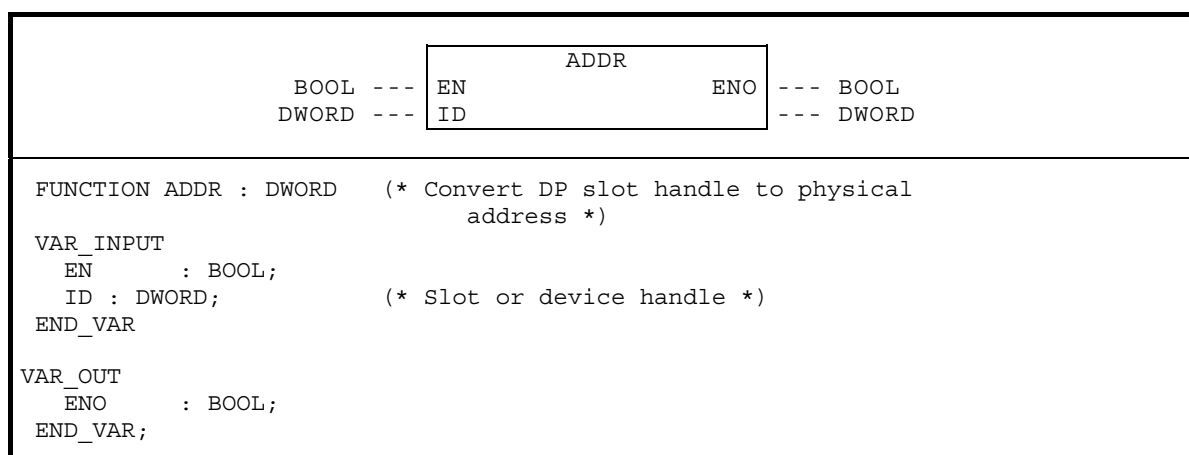 ADDR
BOOL --- EN ENO --- BOOL
DWORD --- ID --- DWORD
FUNCTION ADDR : DWORD (* Convert DP slot handle to physical
address *)
VAR_INPUT
EN : BOOL;
ID : DWORD; (* Slot or device handle *)
END_VAR
VAR_OUT
ENO : BOOL;
END_VAR;